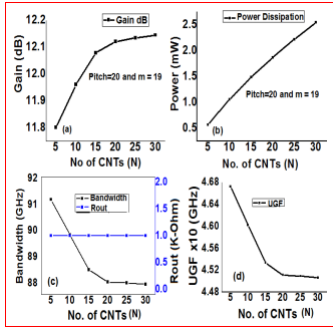 12.2
12.1
12.0
11.9
11.8
Gain (dB)
Gain dB
Pitch=20 and m = 19
(a)
5 10 15 20 25 30
No. of CNTs (N)
2.5
2.0
1.5
1.0
0.5
0.0
Power (mW)
Power Dissipation
Pitch=20 and m = 19
(b)
5 10 15 20 25 30
No. of CNTs (N)
92
91
90
89
88
Bandwidth (GHz)
Bandwidth
Rout
(c)
2.0
1.5
1.0
0.5
0.0
Rout (K-Ohm)
5 10 15 20 25 30
No. of CNTs (N)
4.68
4.64
4.60
4.56
4.52
4.48
UGF x10 (GHz)
UGF
(d)
5 10 15 20 25 30
No. of CNTs (N)